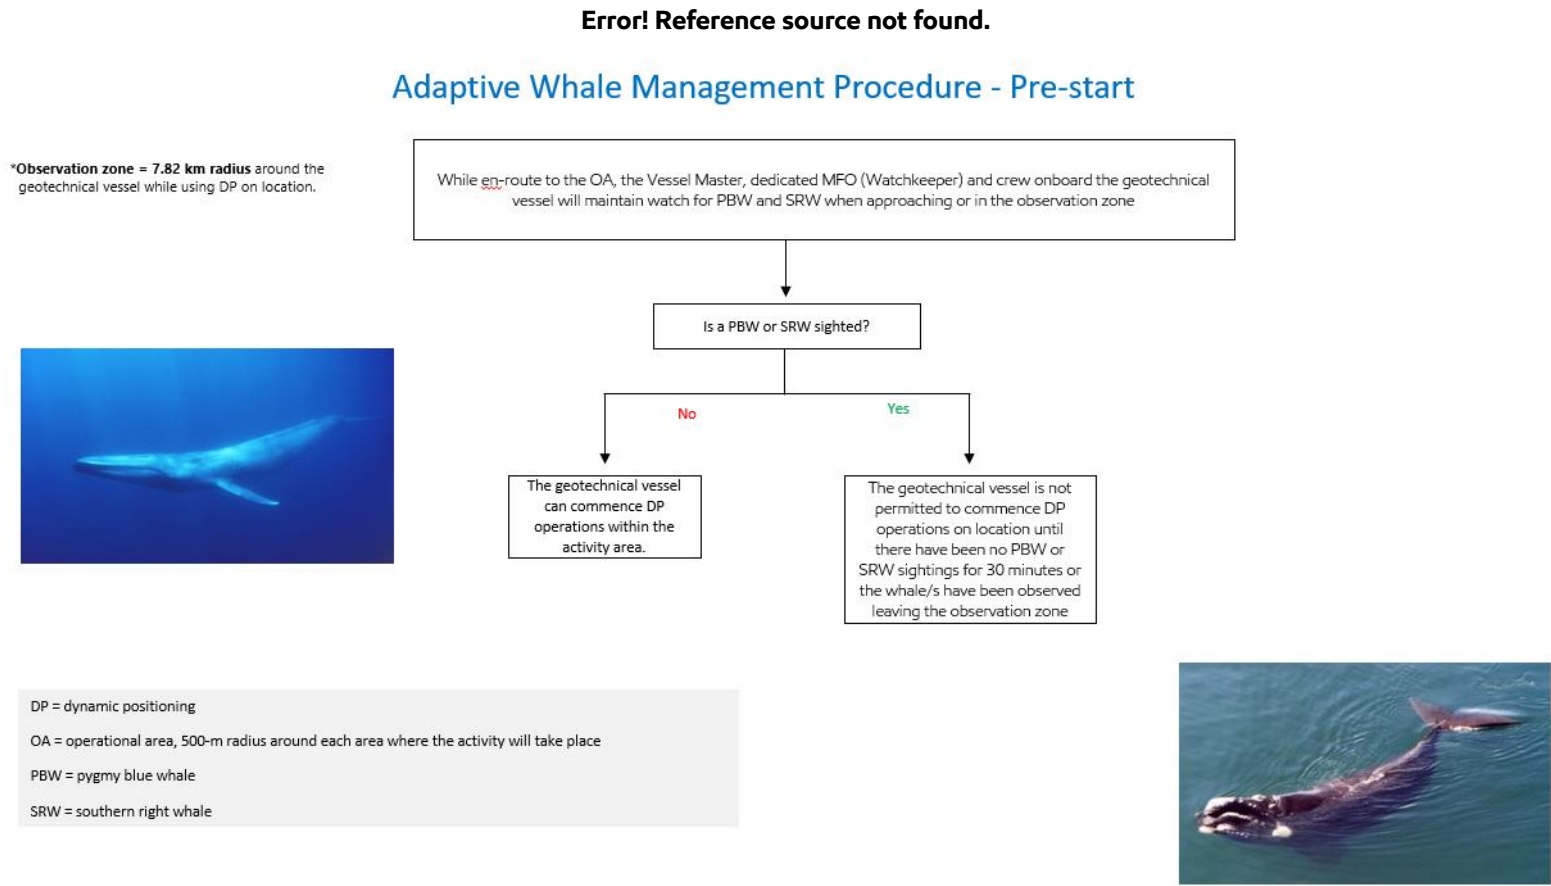 Error! Reference source not found.
Adaptive Whale Management Procedure - Pre-start
*Observation zone = 7.82 km radius around the
geotechnical vessel while using DP on location.
While en-route to the OA, the Vessel Master, dedicated MFO (Watchkeeper) and crew onboard the geotechnical
vessel will maintain watch for PBW and SRW when approaching or in the observation zone
Is a PBW or SRW sighted?
No
Yes
The geotechnical vessel
can commence DP
operations within the
activity area.
The geotechnical vessel is not
permitted to commence DP
operations on location until
there have been no PBW or
SRW sightings for 30 minutes or
the whale/s have been observed
leaving the observation zone
DP = dynamic positioning
OA = operational area, 500-m radius around each area where the activity will take place
PBW = pygmy blue whale
SRW = southern right whale